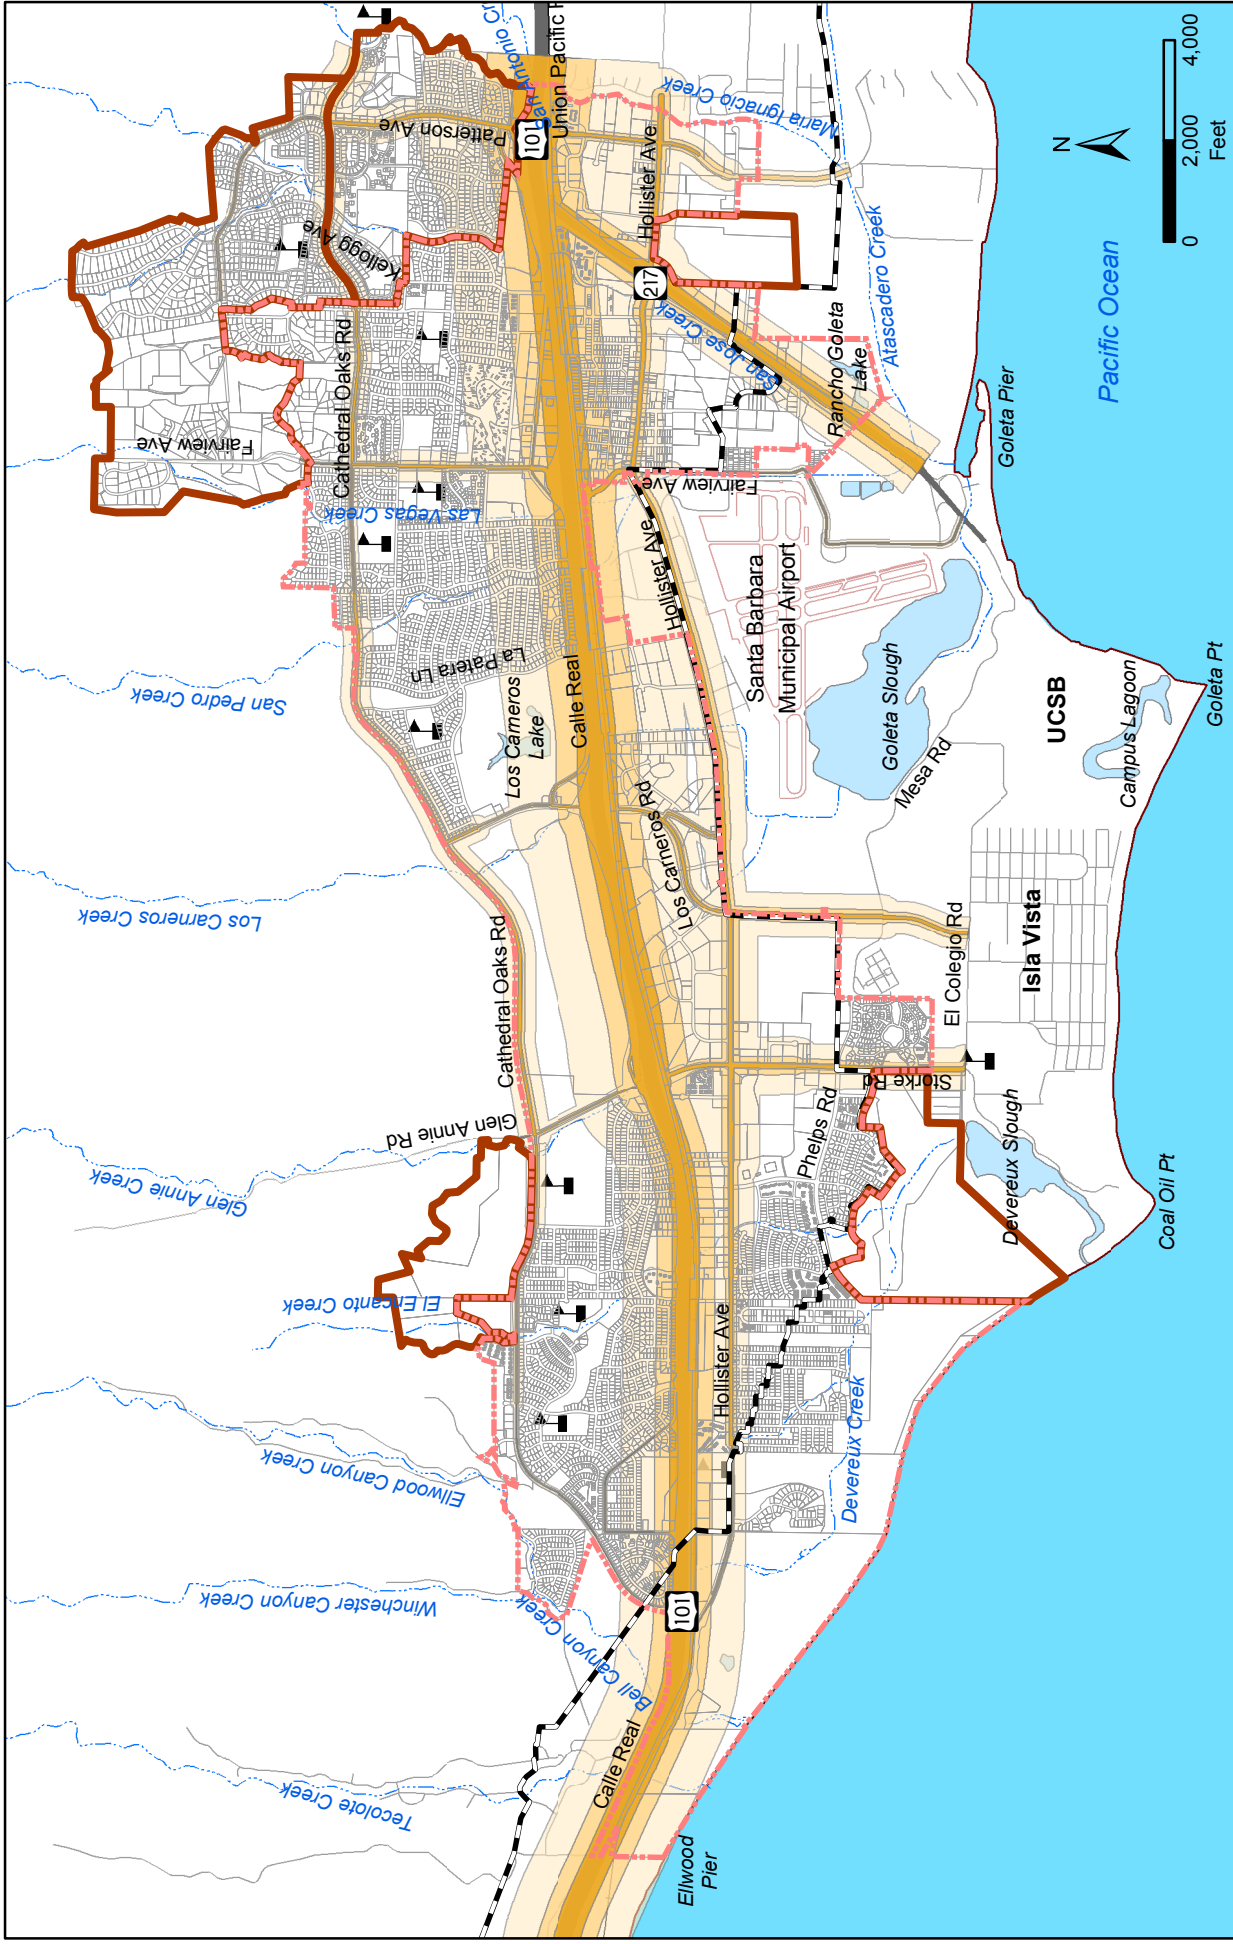 San Antonio Cr
Union Pacific
101
Patterson Ave
Maria Ignacio Creek
Hollister Ave
Kellogg Ave
217
San Jose Creek
Cathedral Oaks Rd
Fairview Ave
Las Vegas Creek
Fairview Ave
Hollister Ave
Rancho Goleta
Lake
Atascadero Creek
Goleta Pier
Pacific Ocean
N
0
2,000
4,000
Feet
San Pedro Creek
La Patera Ln
Los Carneros
Lake
Calle Real
Santa Barbara
Municipal Airport
Goleta Slough
Mesa Rd
UCSB
Campus Lagoon
Goleta Pt
Los Carneros Creek
Los Carneros Rd
Cathedral Oaks Rd
El Colegio Rd
Isla Vista
Glen Annie Rd
Glen Annie Creek
Storke Rd
Phelps Rd
Devereux Slough
Coal Oil Pt
El Encanto Creek
Hollister Ave
Devereux Creek
Ellwood Canyon Creek
Winchester Canyon Creek
Bell Canyon Creek
101
Tecolote Creek
Calle Real
Ellwood
Pier